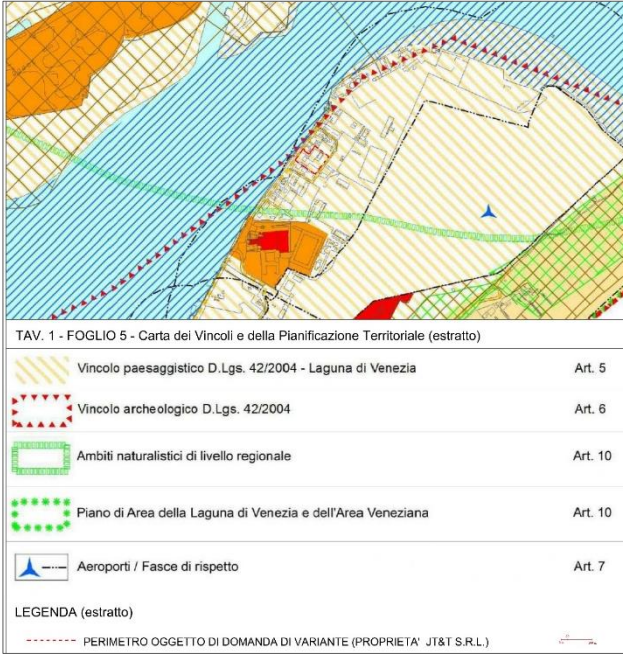 TAV. 1 - FOGLIO 5 - Carta dei Vincoli e della Pianificazione Territoriale (estratto)
Vincolo paesaggistico D.Lgs. 42/2004 - Laguna di Venezia Art. 5
Vincolo archeologico D.Lgs. 42/2004 Art. 6
Ambiti naturalistici di livello regionale Art. 10
Piano di Area della Laguna di Venezia e dell'Area Veneziana Art. 10
Aeroporti / Fasce di rispetto Art. 7
LEGENDA (estratto)
PERIMETRO OGGETTO DI DOMANDA DI VARIANTE (PROPRIETA' JT&T S.R.L.)